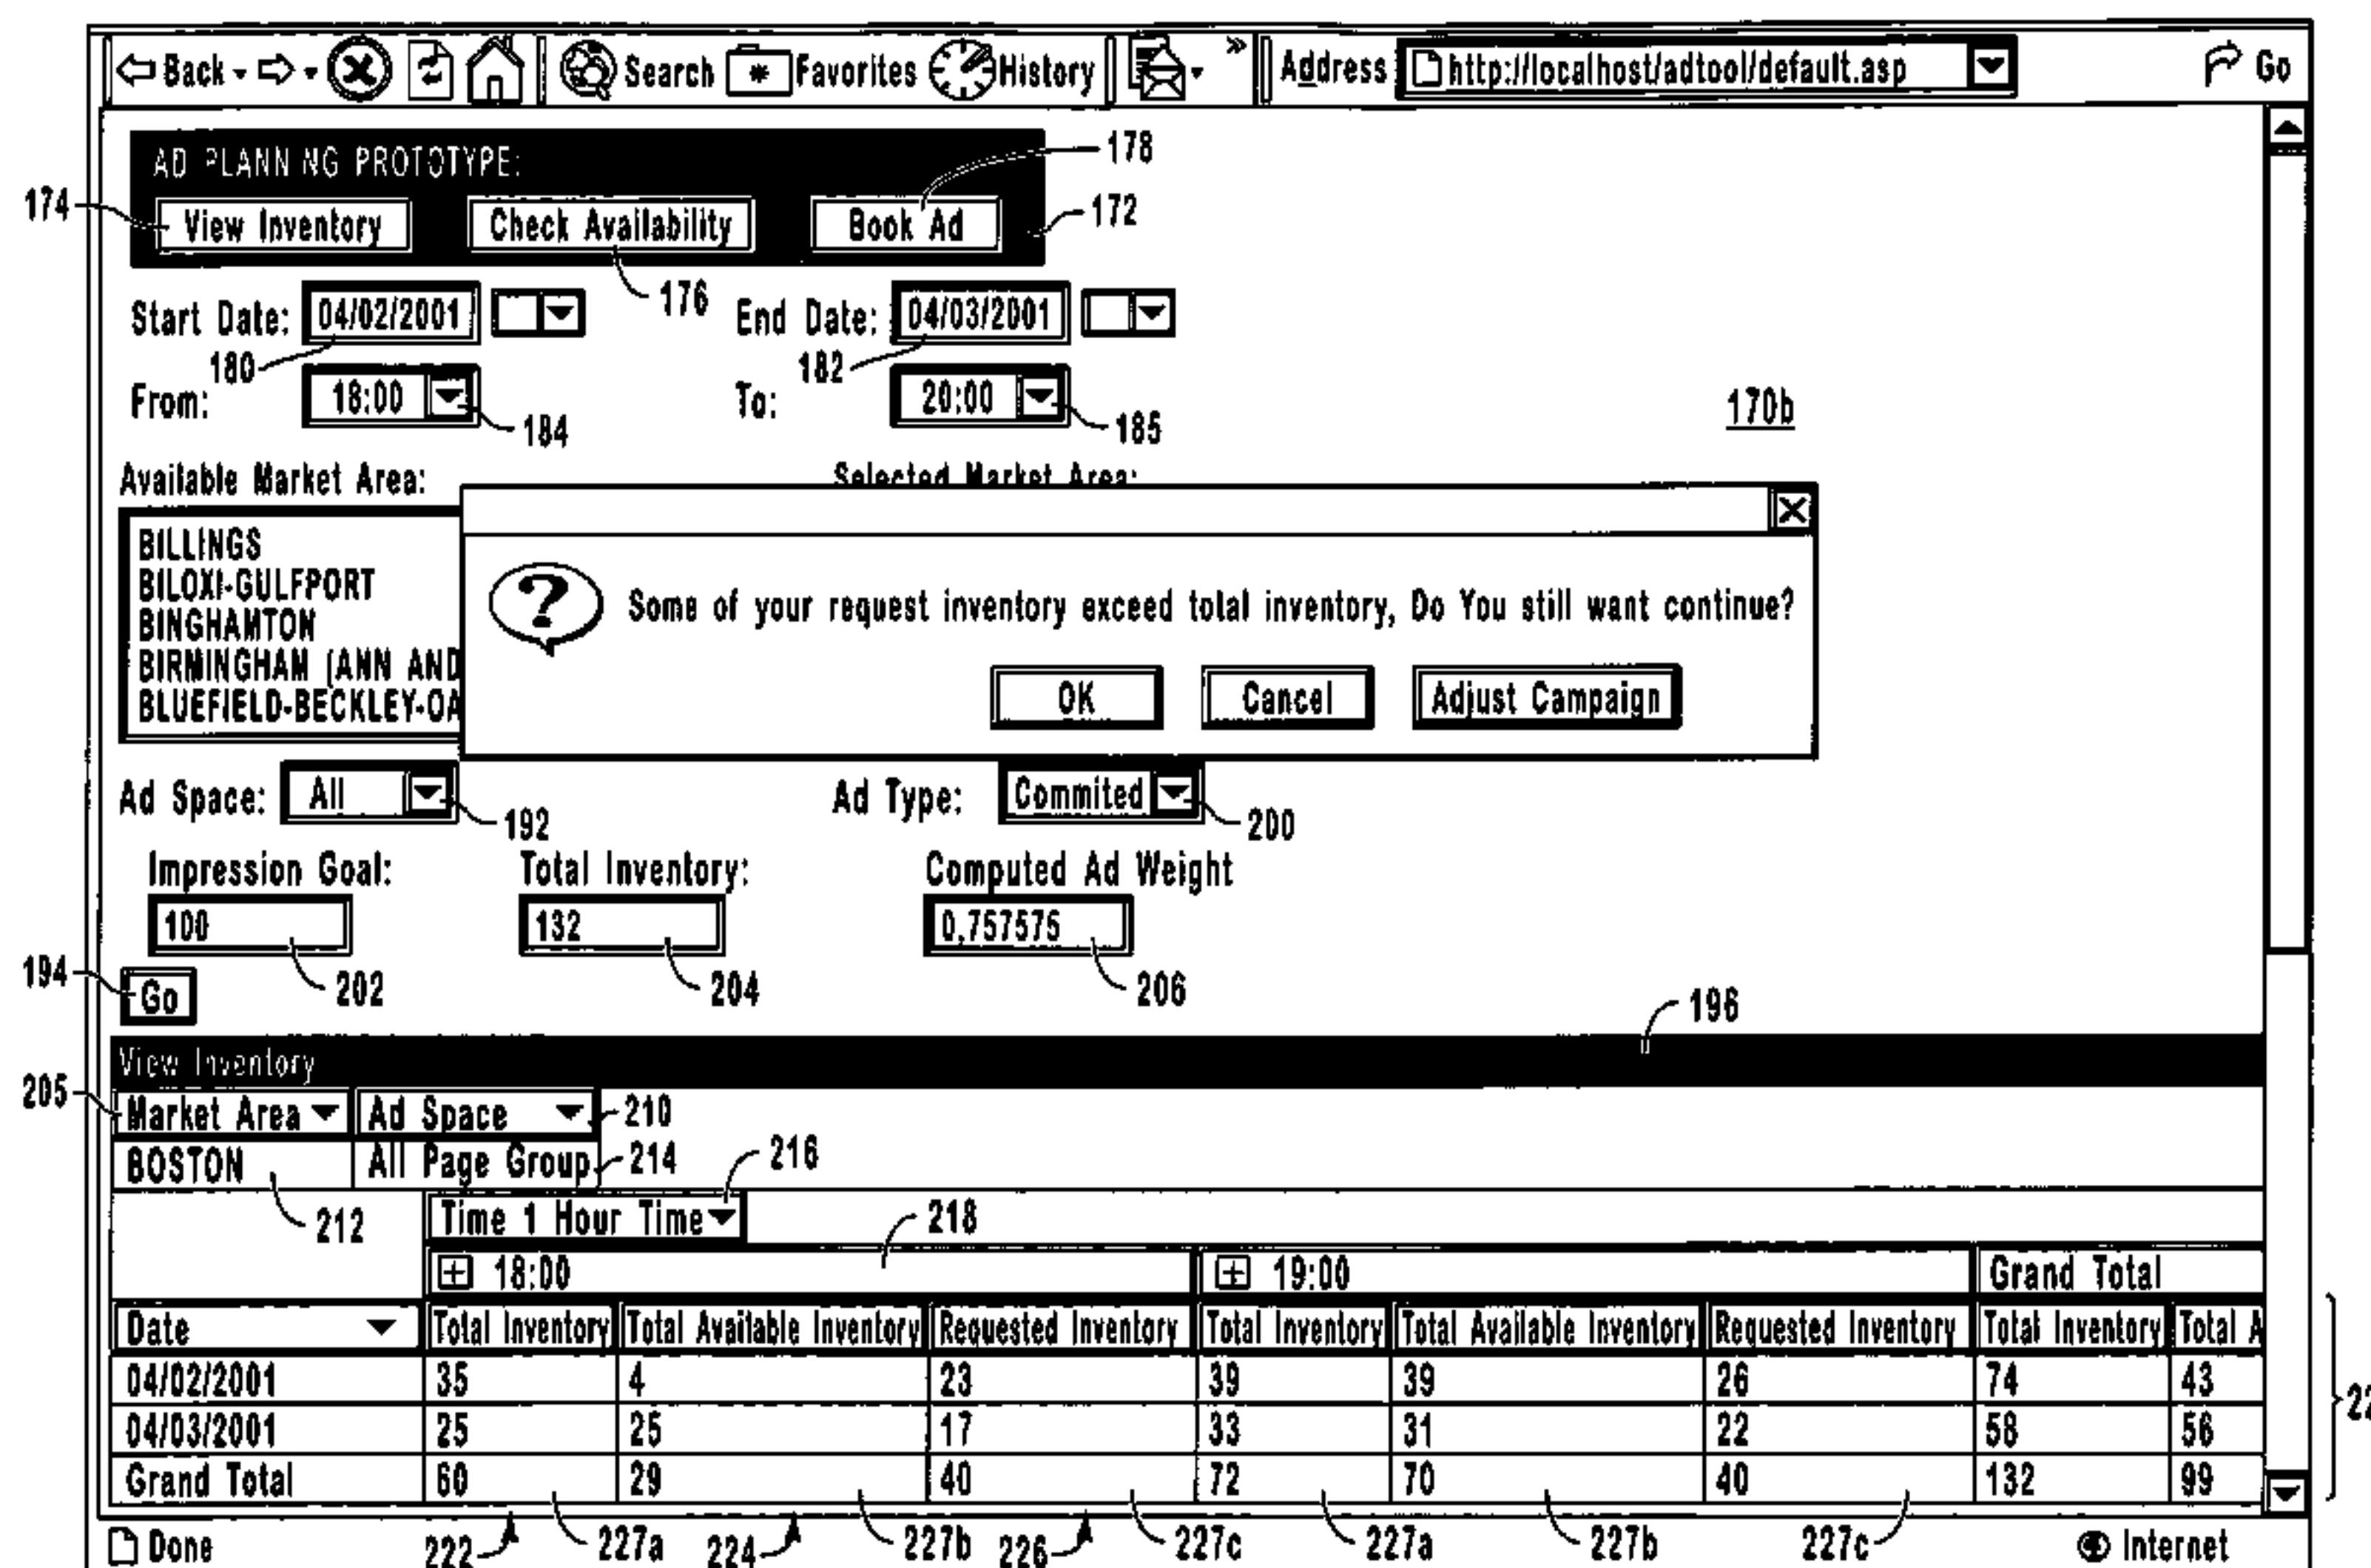 Back Search Favorites History » Address http://localhost/adtool/default.asp Go
AD PLANNING PROTOTYPE:
178
174 View Inventory Check Availability Book Ad 172
176
Start Date: 04/02/2001 End Date: 04/03/2001
180 182
From: 18:00 To: 20:00 170b
184 185
Available Market Area: Selected Market Area:
BILLINGS
BILOXI-GULFPORT
BINGHAMTON
BIRMINGHAM (ANN AND
BLUEFIELD-BECKLEY-OA
Some of your request inventory exceed total inventory, Do You still want continue?
OK Cancel Adjust Campaign
Ad Space: All 192 Ad Type: Commited 200
Impression Goal: Total Inventory: Computed Ad Weight
100 132 0,757575
194 Go 202 204 206
196
View Inventory
205 Market Area Ad Space 210
BOSTON All Page Group 214 216
212 Time 1 Hour Time 218
18:00 19:00 Grand Total
Date Total Inventory Total Available Inventory Requested Inventory Total Inventory Total Available Inventory Requested Inventory Total Inventory Total A
04/02/2001 35 4 23 39 39 26 74 43
04/03/2001 25 25 17 33 31 22 58 56
Grand Total 60 29 40 72 70 40 132 99
22
Done 222 227a 224 227b 226 227c 227a 227b 227c Internet